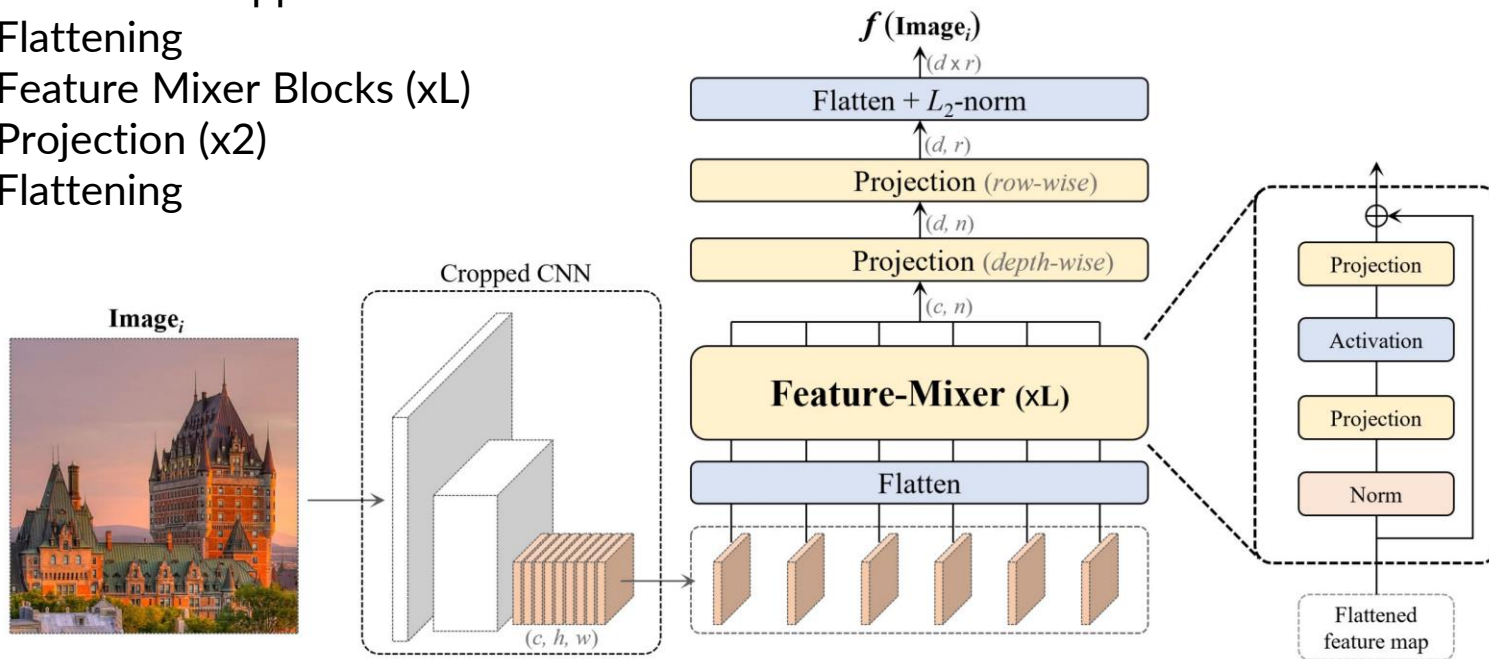 Flattening
Feature Mixer Blocks (xL)
Projection (x2)
Flattening
f(Imageᵢ)
(d x r)
Flatten + L₂-norm
(d, r)
Projection (row-wise)
(d, n)
Projection (depth-wise)
(c, n)
Feature-Mixer (xL)
Flatten
Cropped CNN
Imageᵢ
(c, h, w)
Projection
Activation
Projection
Norm
Flattened
feature map